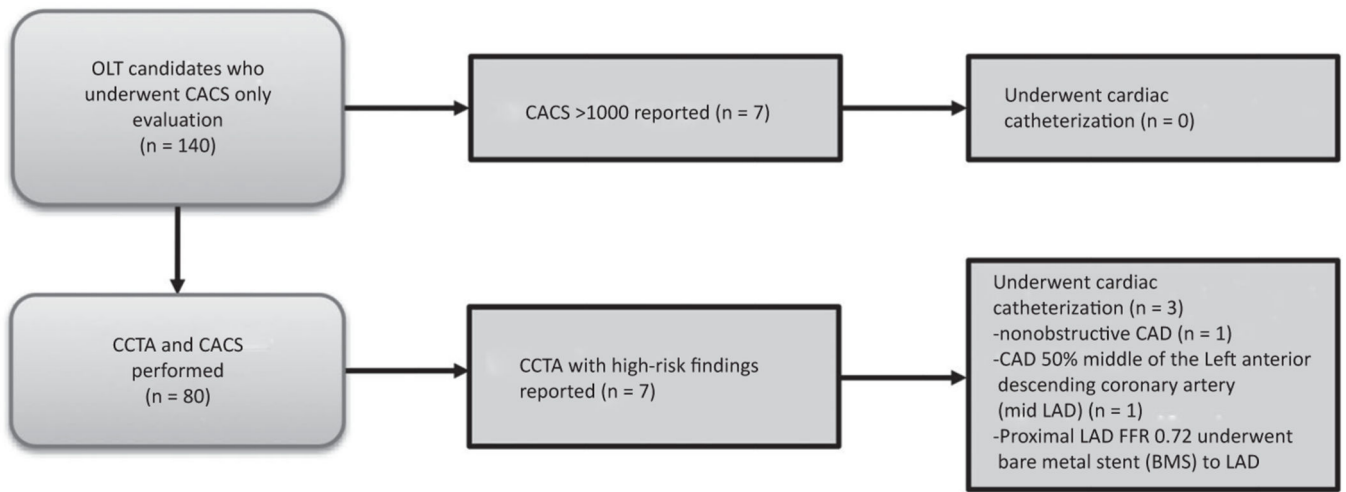 OLT candidates who
underwent CACS only
evaluation
(n = 140)
CACS >1000 reported (n = 7)
Underwent cardiac
catheterization (n = 0)
CCTA and CACS
performed
(n = 80)
CCTA with high-risk findings
reported (n = 7)
Underwent cardiac
catheterization (n = 3)
-nonobstructive CAD (n = 1)
-CAD 50% middle of the Left anterior
descending coronary artery
(mid LAD) (n = 1)
-Proximal LAD FFR 0.72 underwent
bare metal stent (BMS) to LAD